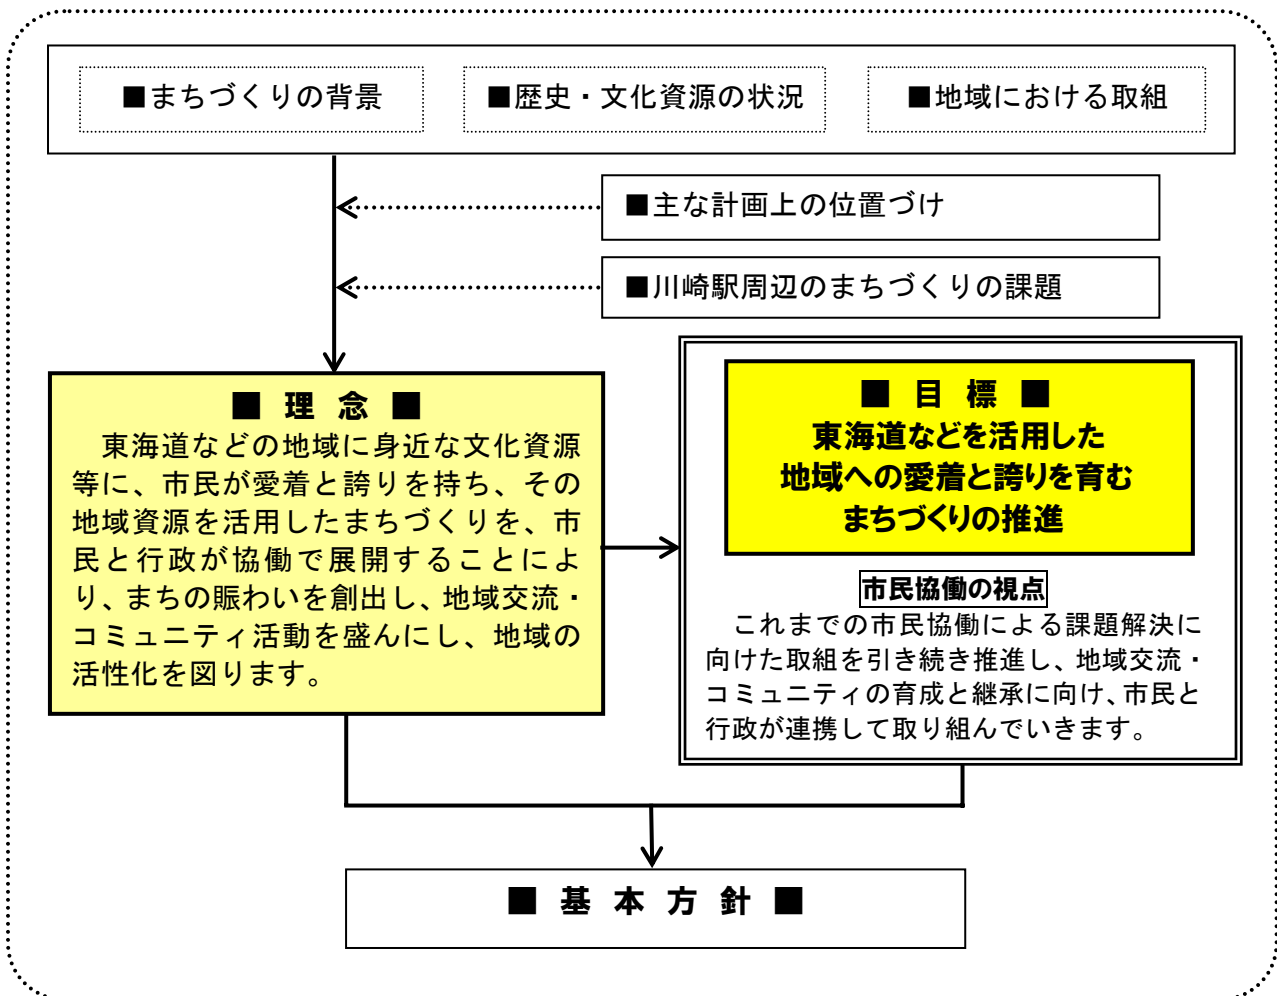 ■まちづくりの背景
■歴史・文化資源の状況
■地域における取組
■主な計画上の位置づけ
■川崎駅周辺のまちづくりの課題
■ 理 念 ■
東海道などの地域に身近な文化資源
等に、市民が愛着と誇りを持ち、その
地域資源を活用したまちづくりを、市
民と行政が協働で展開することによ
り、まちの賑わいを創出し、地域交流・
コミュニティ活動を盛んにし、地域の
活性化を図ります。
■ 目 標 ■
東海道などを活用した
地域への愛着と誇りを育む
まちづくりの推進
市民協働の視点
これまでの市民協働による課題解決に
向けた取組を引き続き推進し、地域交流・
コミュニティの育成と継承に向け、市民と
行政が連携して取り組んでいきます。
■ 基 本 方 針 ■